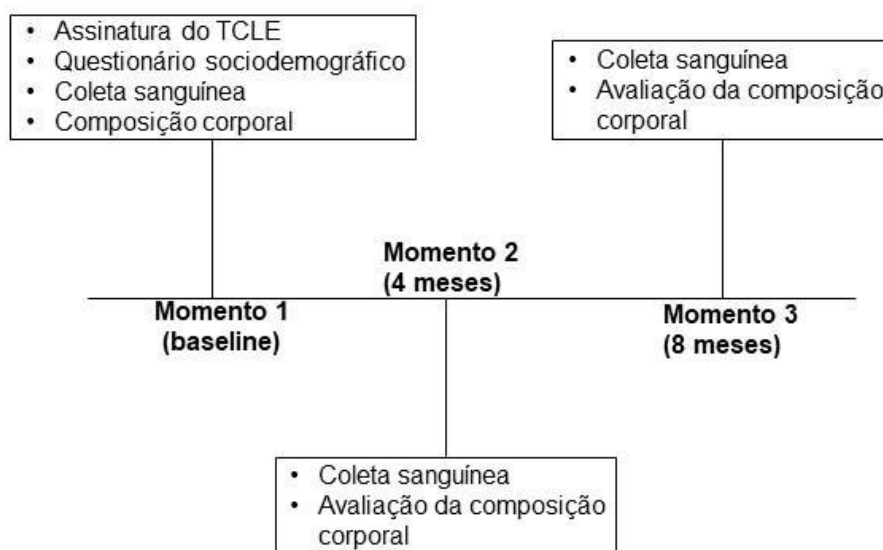 • Assinatura do TCLE
• Questionário sociodemográfico
• Coleta sanguínea
• Composição corporal
• Coleta sanguínea
• Avaliação da composição
corporal
Momento 2
(4 meses)
Momento 1
(baseline)
Momento 3
(8 meses)
• Coleta sanguínea
• Avaliação da composição
corporal